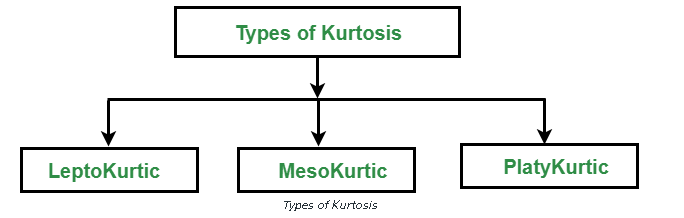 Types of Kurtosis
LeptoKurtic
MesoKurtic
PlatyKurtic
Types of Kurtosis